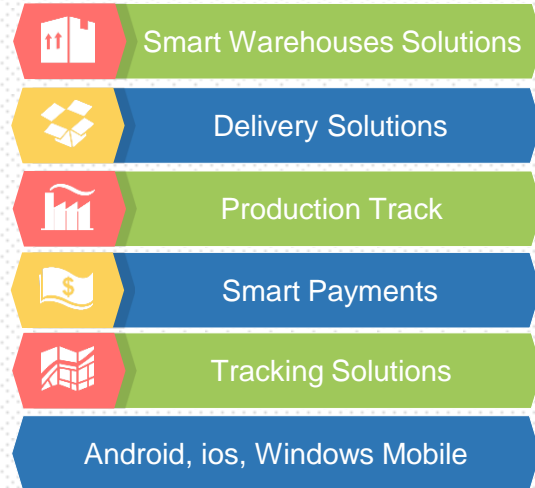 Smart Warehouses Solutions
Delivery Solutions
Production Track
$
Smart Payments
Tracking Solutions
Android, ios, Windows Mobile